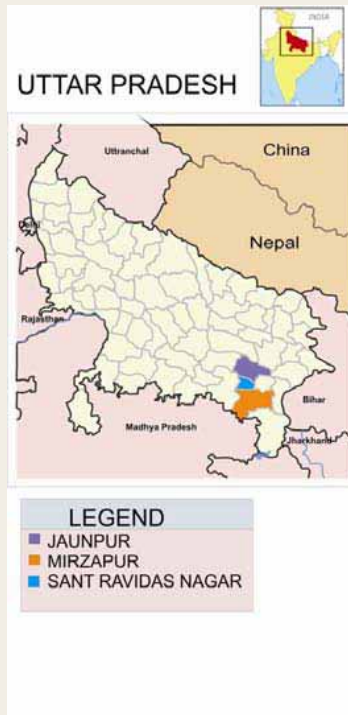 INDIA
UTTAR PRADESH
Uttranchal
China
Nepal
Delhi
Rajasthan
Bihar
Madhya Pradesh
Jharkhand
LEGEND
JAUNPUR
MIRZAPUR
SANT RAVIDAS NAGAR